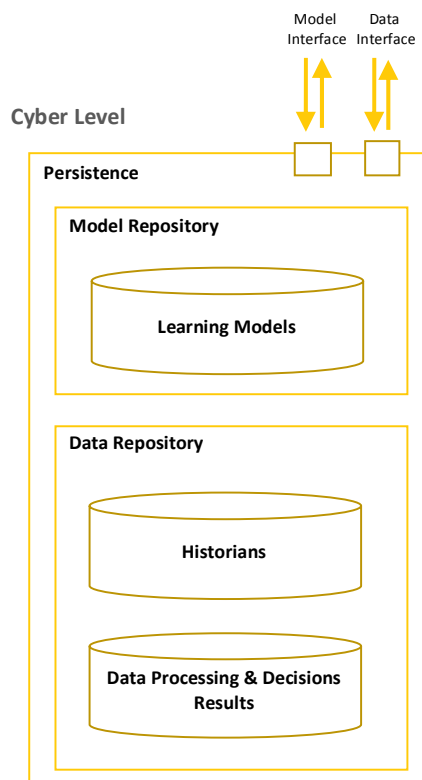 Model
Interface
Data
Interface
Cyber Level
Persistence
Model Repository
Learning Models
Data Repository
Historians
Data Processing & Decisions
Results